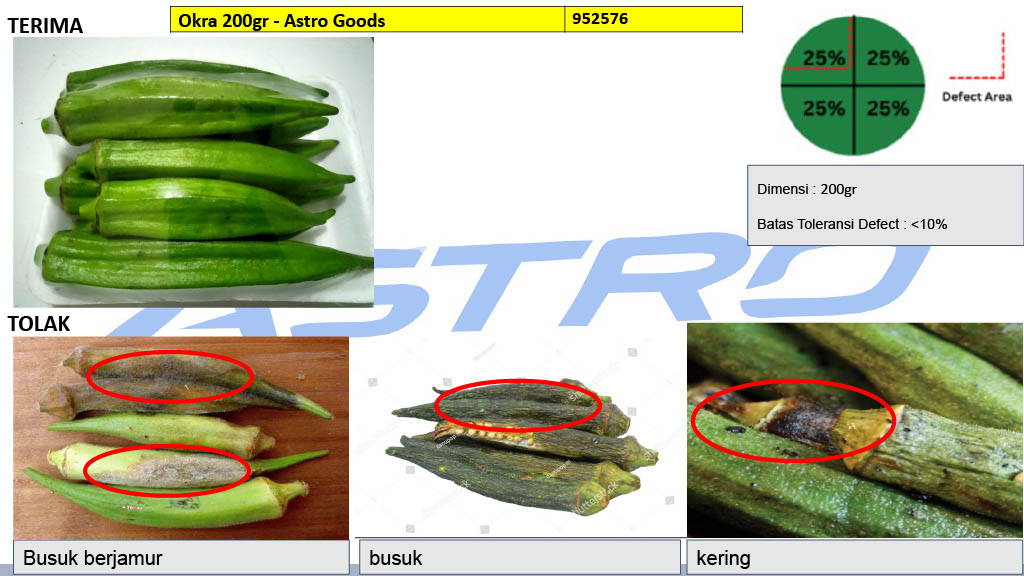 TERIMA
Okra 200gr - Astro Goods
952576
25%
25%
25%
25%
Defect Area
Dimensi : 200gr
Batas Toleransi Defect : <10%
ASTRO
TOLAK
Busuk berjamur
busuk
kering